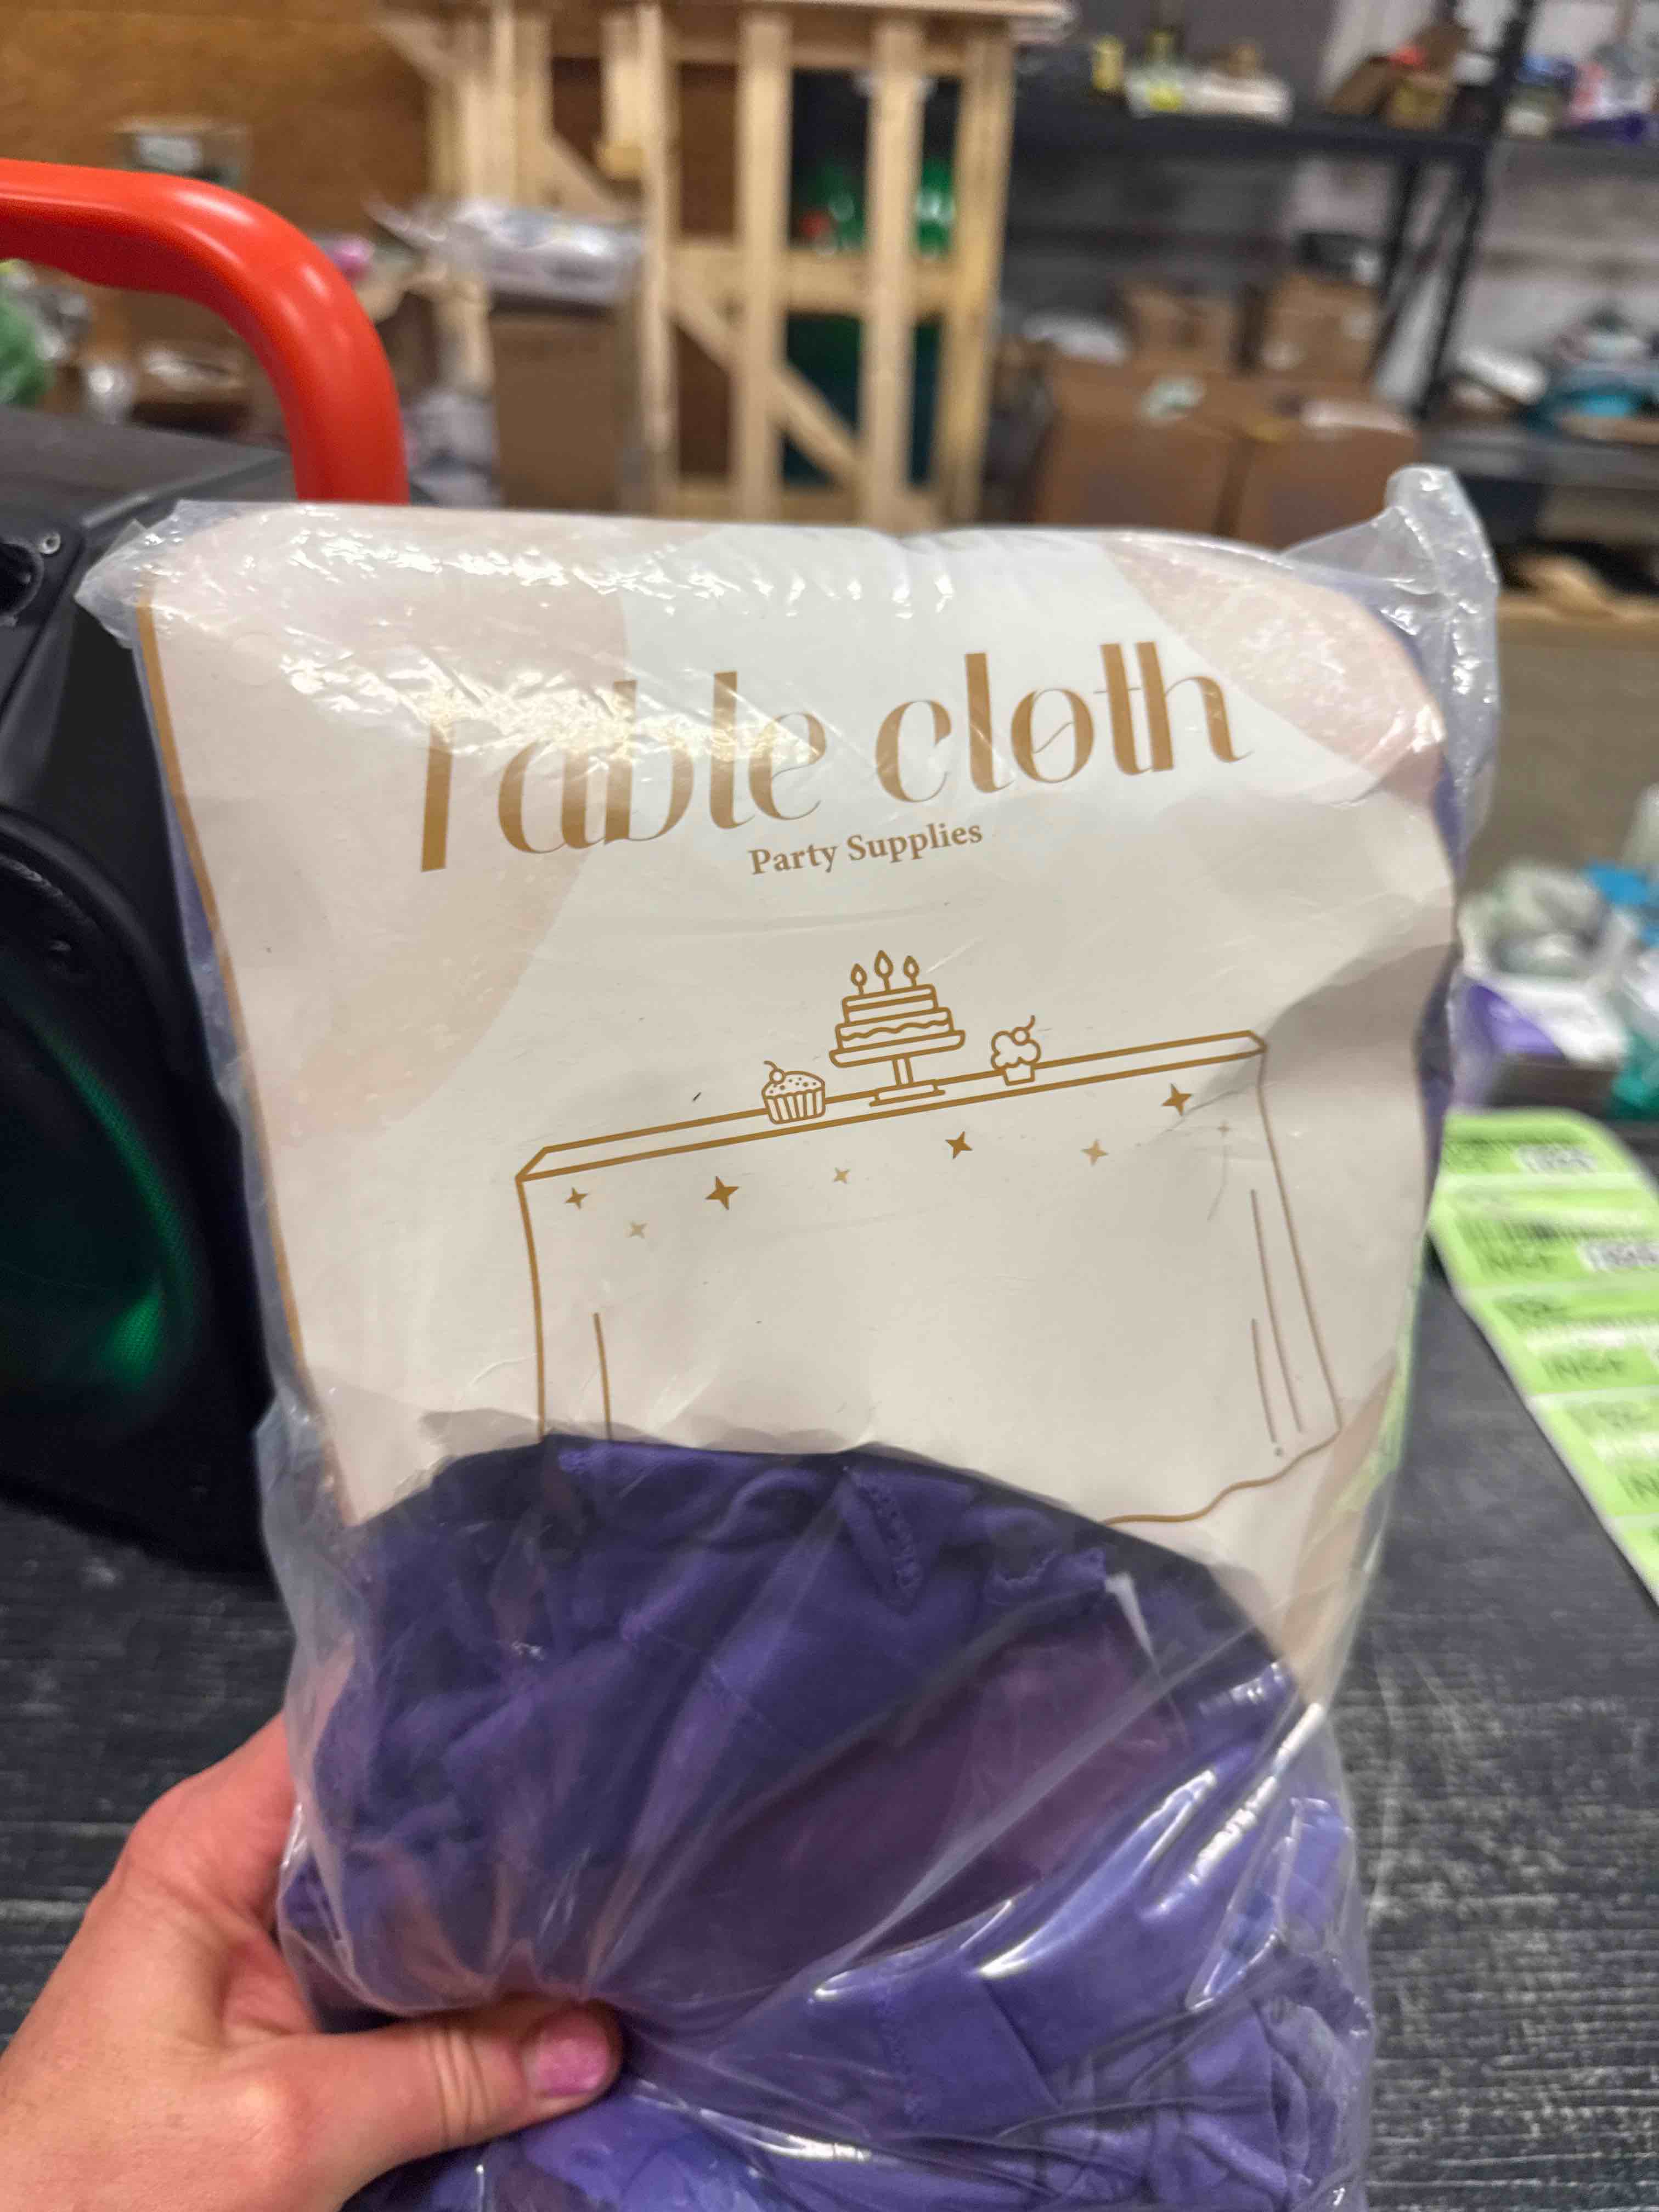 Table cloth
Party Supplies